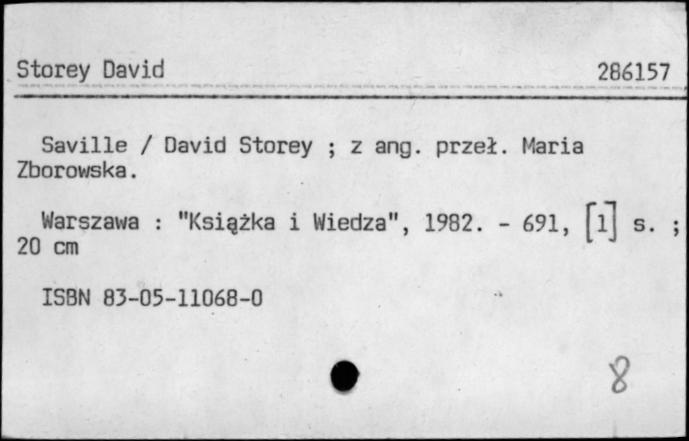 Storey David 286157
Saville / David Storey ; z ang. przeł. Maria
Zborowska.
Warszawa : "Książka i Wiedza", 1982. - 691, [1] s. ;
20 cm
ISBN 83-05-11068-0
8